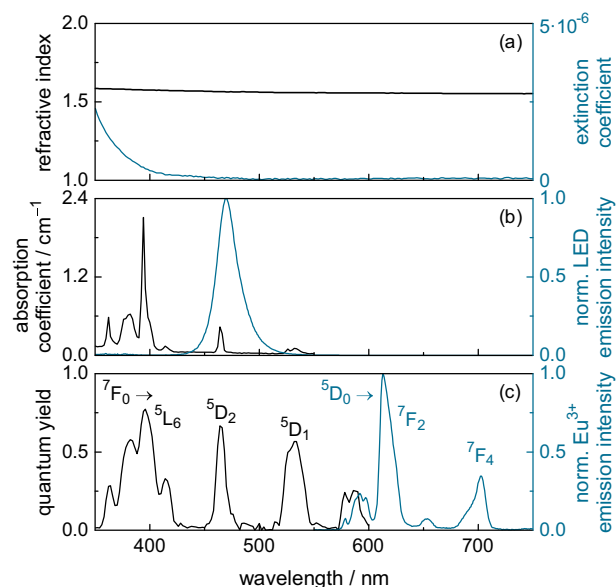 2.0
1.5
1.0
refractive index
(a)
5·10⁻⁶
0
extinction
coefficient
2.4
1.2
0.0
absorption
coefficient / cm⁻¹
(b)
1.0
0.5
0
norm. LED
emission intensity
1.0
0.5
0.0
quantum yield
⁷F₀ →
⁵L₆
⁵D₂
⁵D₁
⁵D₀ →
⁷F₂
⁷F₄
(c)
1.0
0.5
0
norm. Eu³⁺
emission intensity
400 500 600 700
wavelength / nm